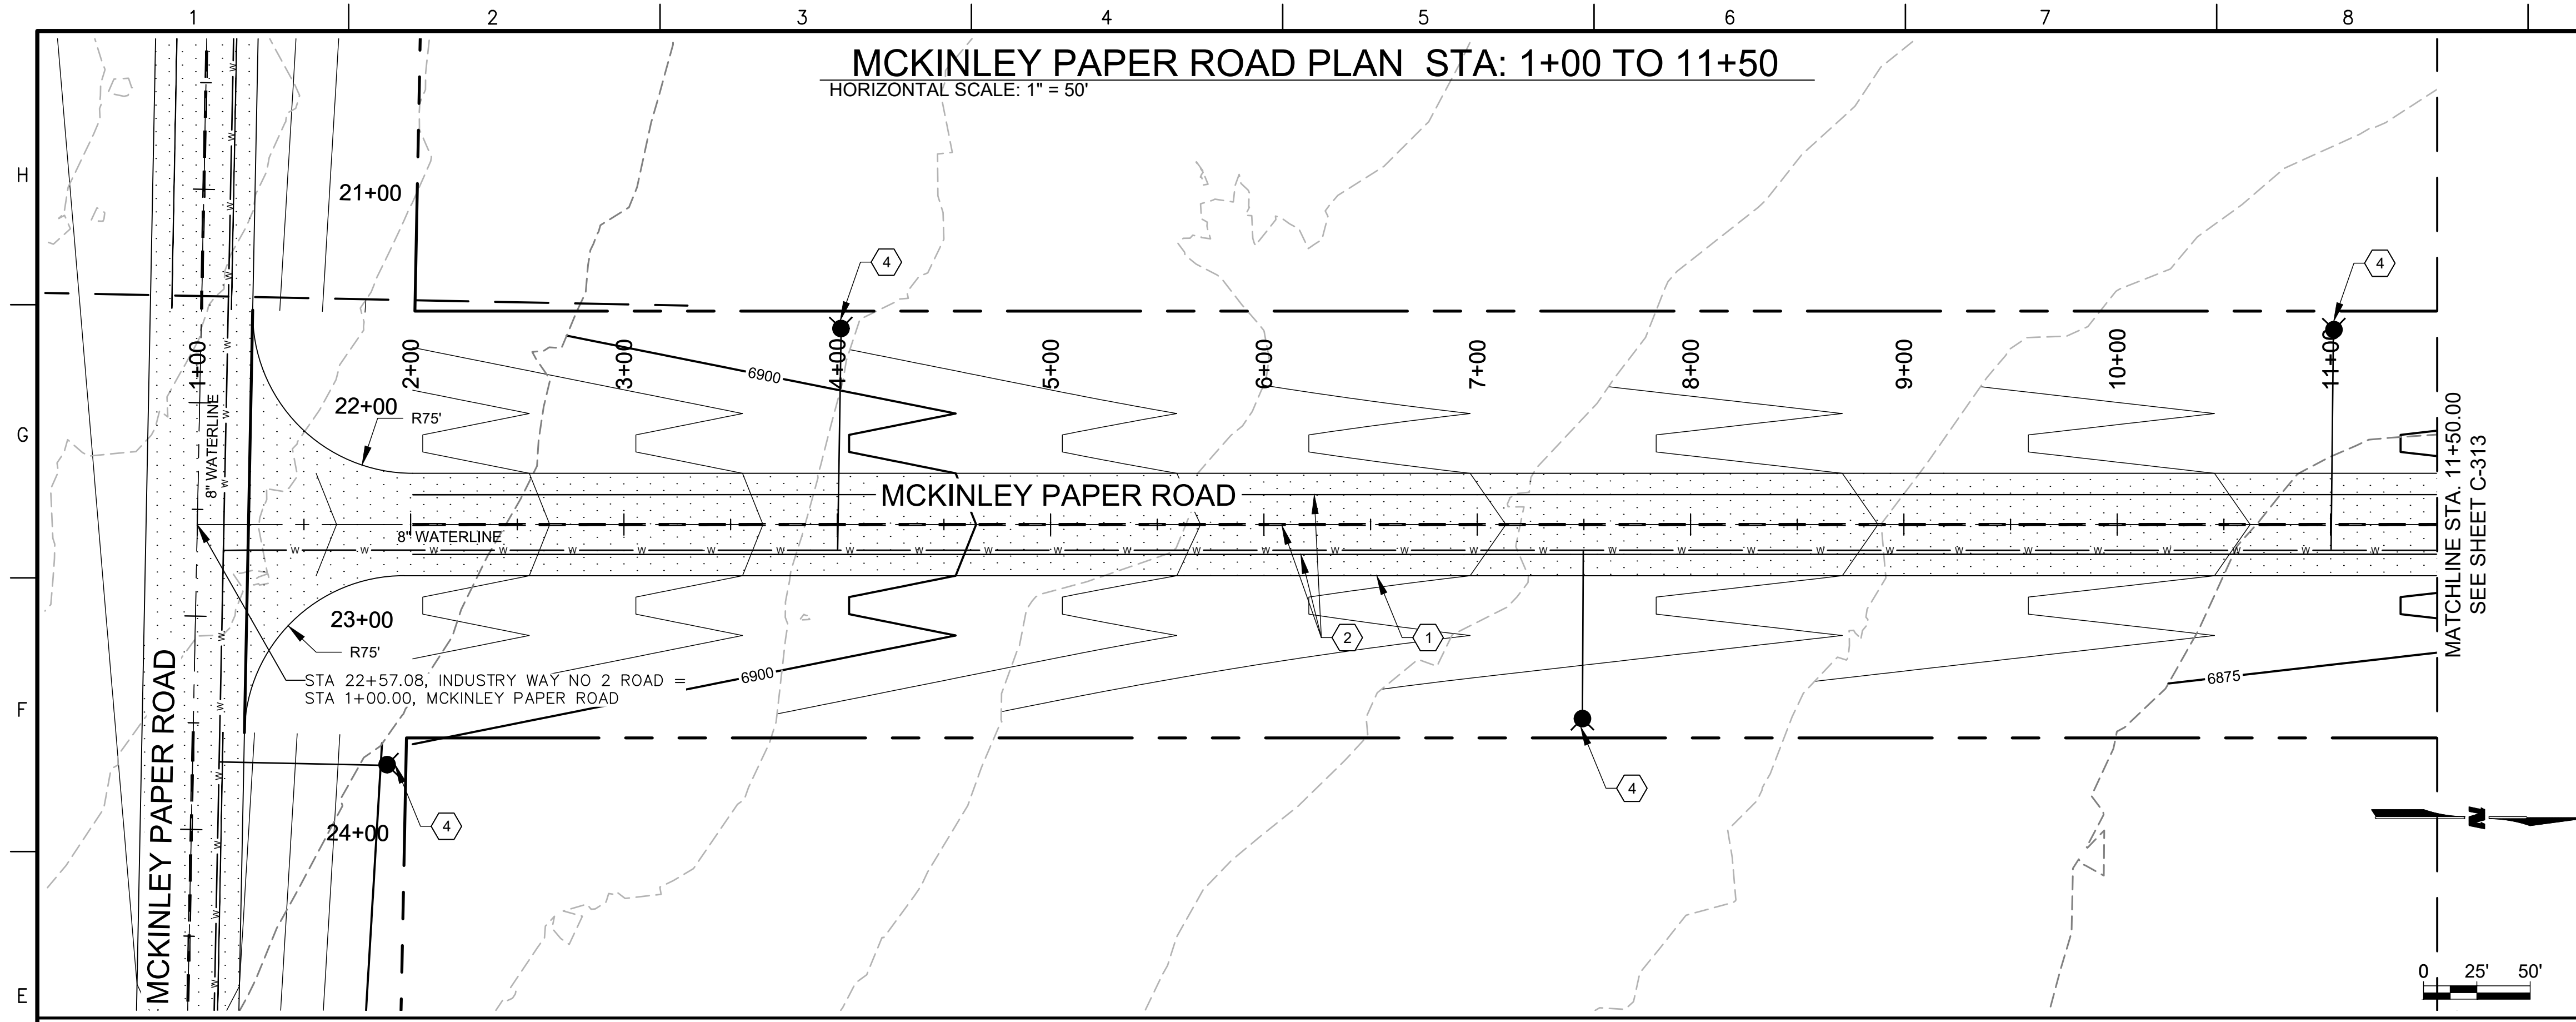 1 2 3 4 5 6 7 8
MCKINLEY PAPER ROAD PLAN STA: 1+00 TO 11+50
HORIZONTAL SCALE: 1" = 50'
H
21+00
4
4
1+00 2+00 3+00 4+00 5+00 6+00 7+00 8+00 9+00 10+00 11+00
6900
22+00
R75'
G
8" WATERLINE
MCKINLEY PAPER ROAD
8" WATERLINE
W W W W W W W W W W W W W W W W W W W W W W W W W W W W W W W
MATCHLINE STA. 11+50.00
SEE SHEET C-313
23+00
R75'
2
1
6900
6875
STA 22+57.08, INDUSTRY WAY NO 2 ROAD =
STA 1+00.00, MCKINLEY PAPER ROAD
F
MCKINLEY PAPER ROAD
4
4
24+00
N
E
0 25' 50'